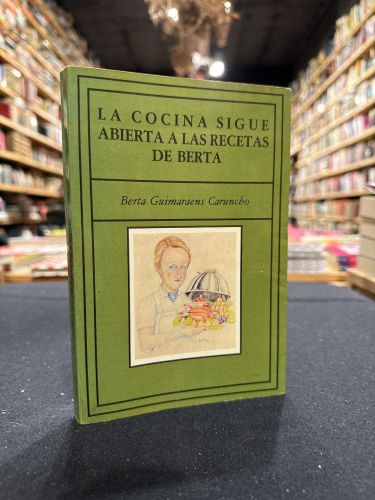 LA COCINA SIGUE
ABIERTA A LAS RECETAS
DE BERTA
Berta Guimaraens Caruncho